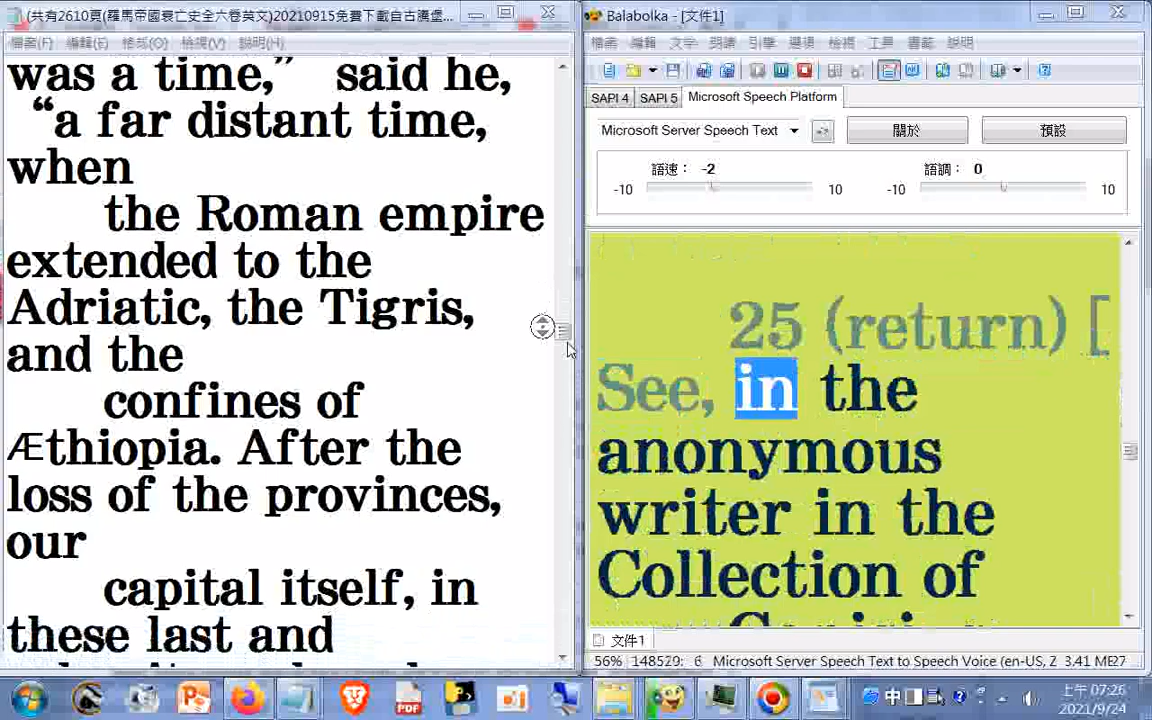 (共有2610頁(羅馬帝國衰亡史全六卷英文)20210915免費下載自古騰堡...
檔案(F) 編輯(E) 格式(O) 檢視(V) 說明(H)
was a time,” said he,
“a far distant time,
when
the Roman empire
extended to the
Adriatic, the Tigris,
and the
confines of
Æthiopia. After the
loss of the provinces,
our
capital itself, in
these last and
Balabolka - [文件1]
檔案 編輯 文字 朗讀 引擎 選項 檢視 工具 書籤 說明
SAPI 4 SAPI 5 Microsoft Speech Platform
Microsoft Server Speech Text 關於 預設
語速： -2 語調： 0
-10 10 -10 10
25 (return) [
See, in the
anonymous
writer in the
Collection of
文件1
56% 148529: 6 Microsoft Server Speech Text to Speech Voice (en-US, Z 3.41 ME27
中
上午 07:26
2021/9/24